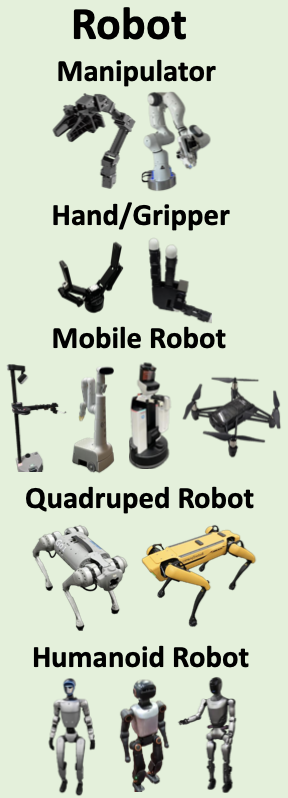 Robot
Manipulator
Hand/Gripper
Mobile Robot
Quadruped Robot
Humanoid Robot